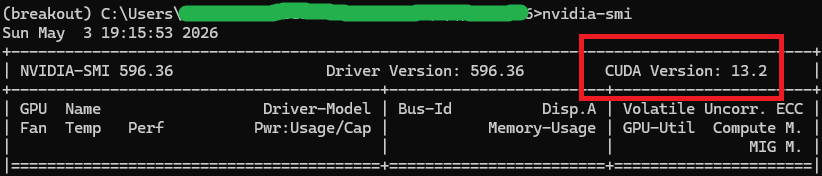 (breakout) C:\Users\ 6>nvidia-smi
Sun May  3 19:15:53 2026
+-----------------------------------------------------------------------------------------+
| NVIDIA-SMI 596.36                 Driver Version: 596.36         CUDA Version: 13.2     |
+-----------------------------------------+------------------------+----------------------+
| GPU  Name                  Driver-Model | Bus-Id          Disp.A | Volatile Uncorr. ECC |
| Fan  Temp   Perf          Pwr:Usage/Cap |           Memory-Usage | GPU-Util  Compute M. |
|                                         |                        |               MIG M. |
|=========================================+========================+======================|